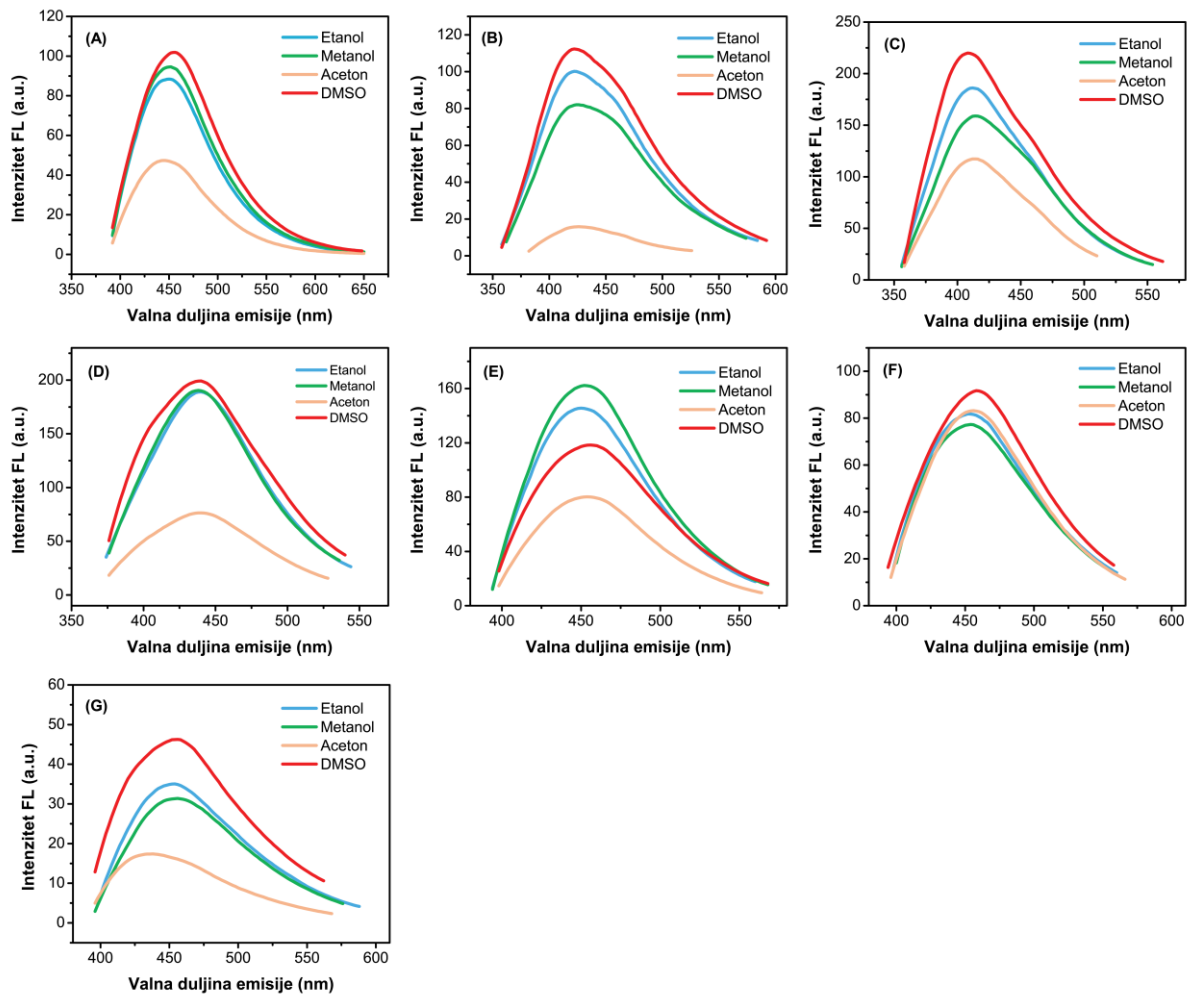 (A)
Etanol
Metanol
Aceton
DMSO
Intenzitet FL (a.u.)
120
100
80
60
40
20
0
350 400 450 500 550 600 650
Valna duljina emisije (nm)
(B)
Etanol
Metanol
Aceton
DMSO
Intenzitet FL (a.u.)
120
100
80
60
40
20
0
350 400 450 500 550 600
Valna duljina emisije (nm)
(C)
Etanol
Metanol
Aceton
DMSO
Intenzitet FL (a.u.)
250
200
150
100
50
0
350 400 450 500 550
Valna duljina emisije (nm)
(D)
Etanol
Metanol
Aceton
DMSO
Intenzitet FL (a.u.)
200
150
100
50
0
350 400 450 500 550
Valna duljina emisije (nm)
(E)
Etanol
Metanol
Aceton
DMSO
Intenzitet FL (a.u.)
160
120
80
40
0
400 450 500 550
Valna duljina emisije (nm)
(F)
Etanol
Metanol
Aceton
DMSO
Intenzitet FL (a.u.)
100
80
60
40
20
0
400 450 500 550 600
Valna duljina emisije (nm)
(G)
Etanol
Metanol
Aceton
DMSO
Intenzitet FL (a.u.)
60
50
40
30
20
10
0
400 450 500 550 600
Valna duljina emisije (nm)